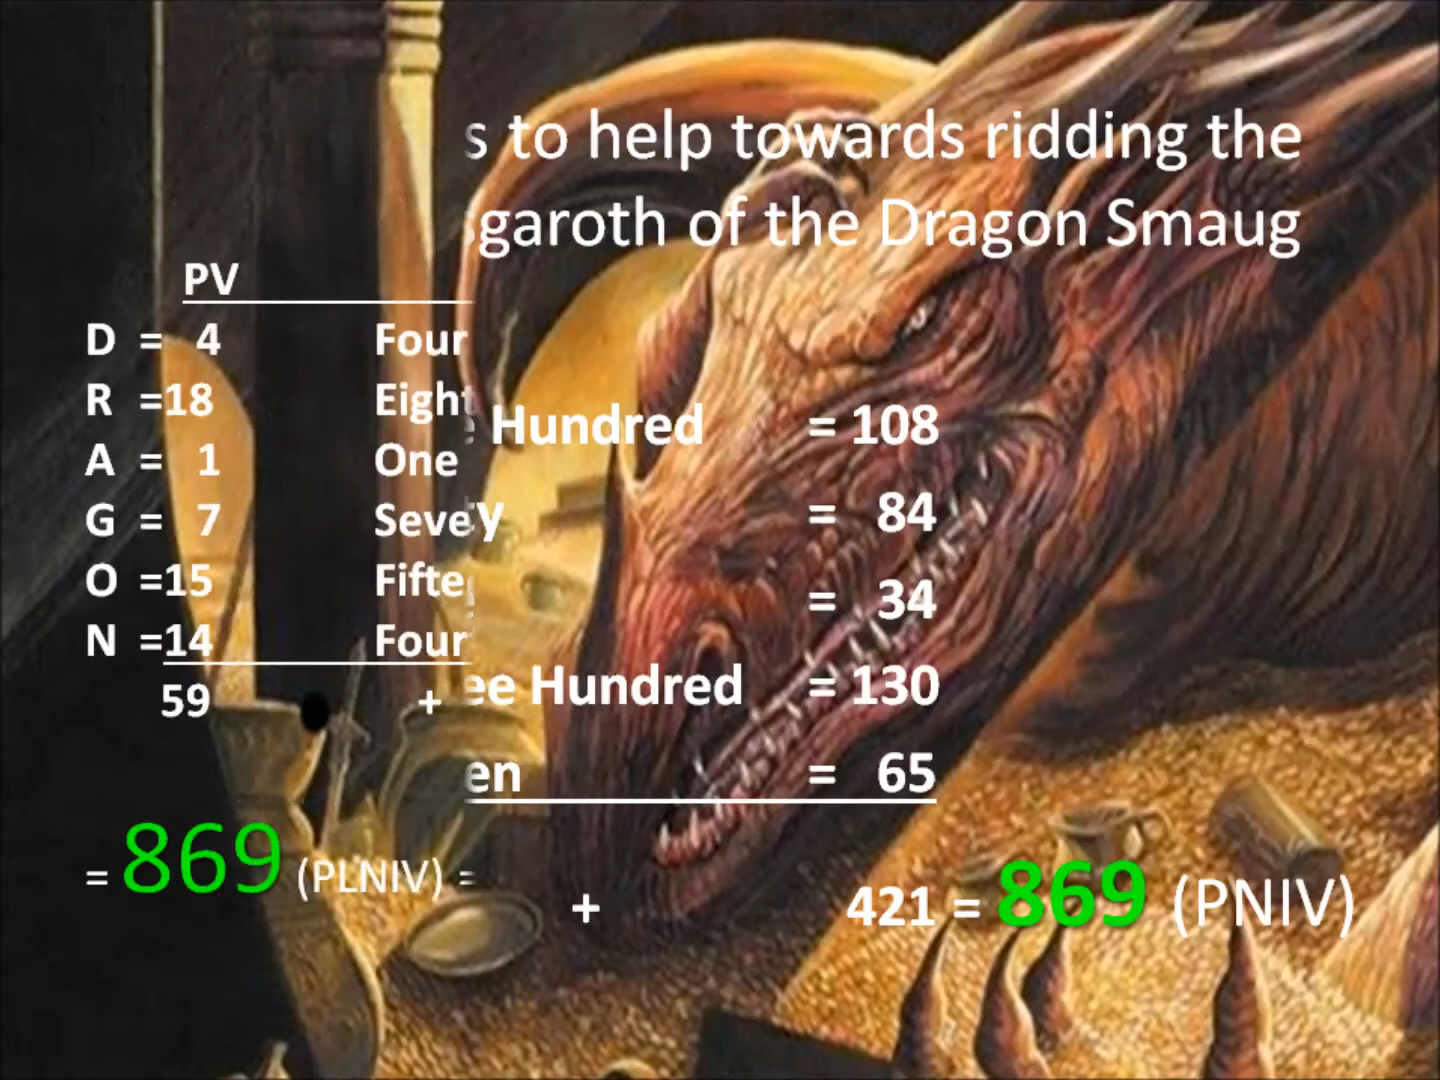 s to help towards ridding the
sgaroth of the Dragon Smaug
PV
D = 4 Four
R =18 Eight
A = 1 One
G = 7 Seve
O =15 Fifte
N =14 Four
59 +
= 869 (PLNIV) =
Hundred = 108
y = 84
= 34
ee Hundred = 130
en = 65
+ 421 = 869 (PNIV)